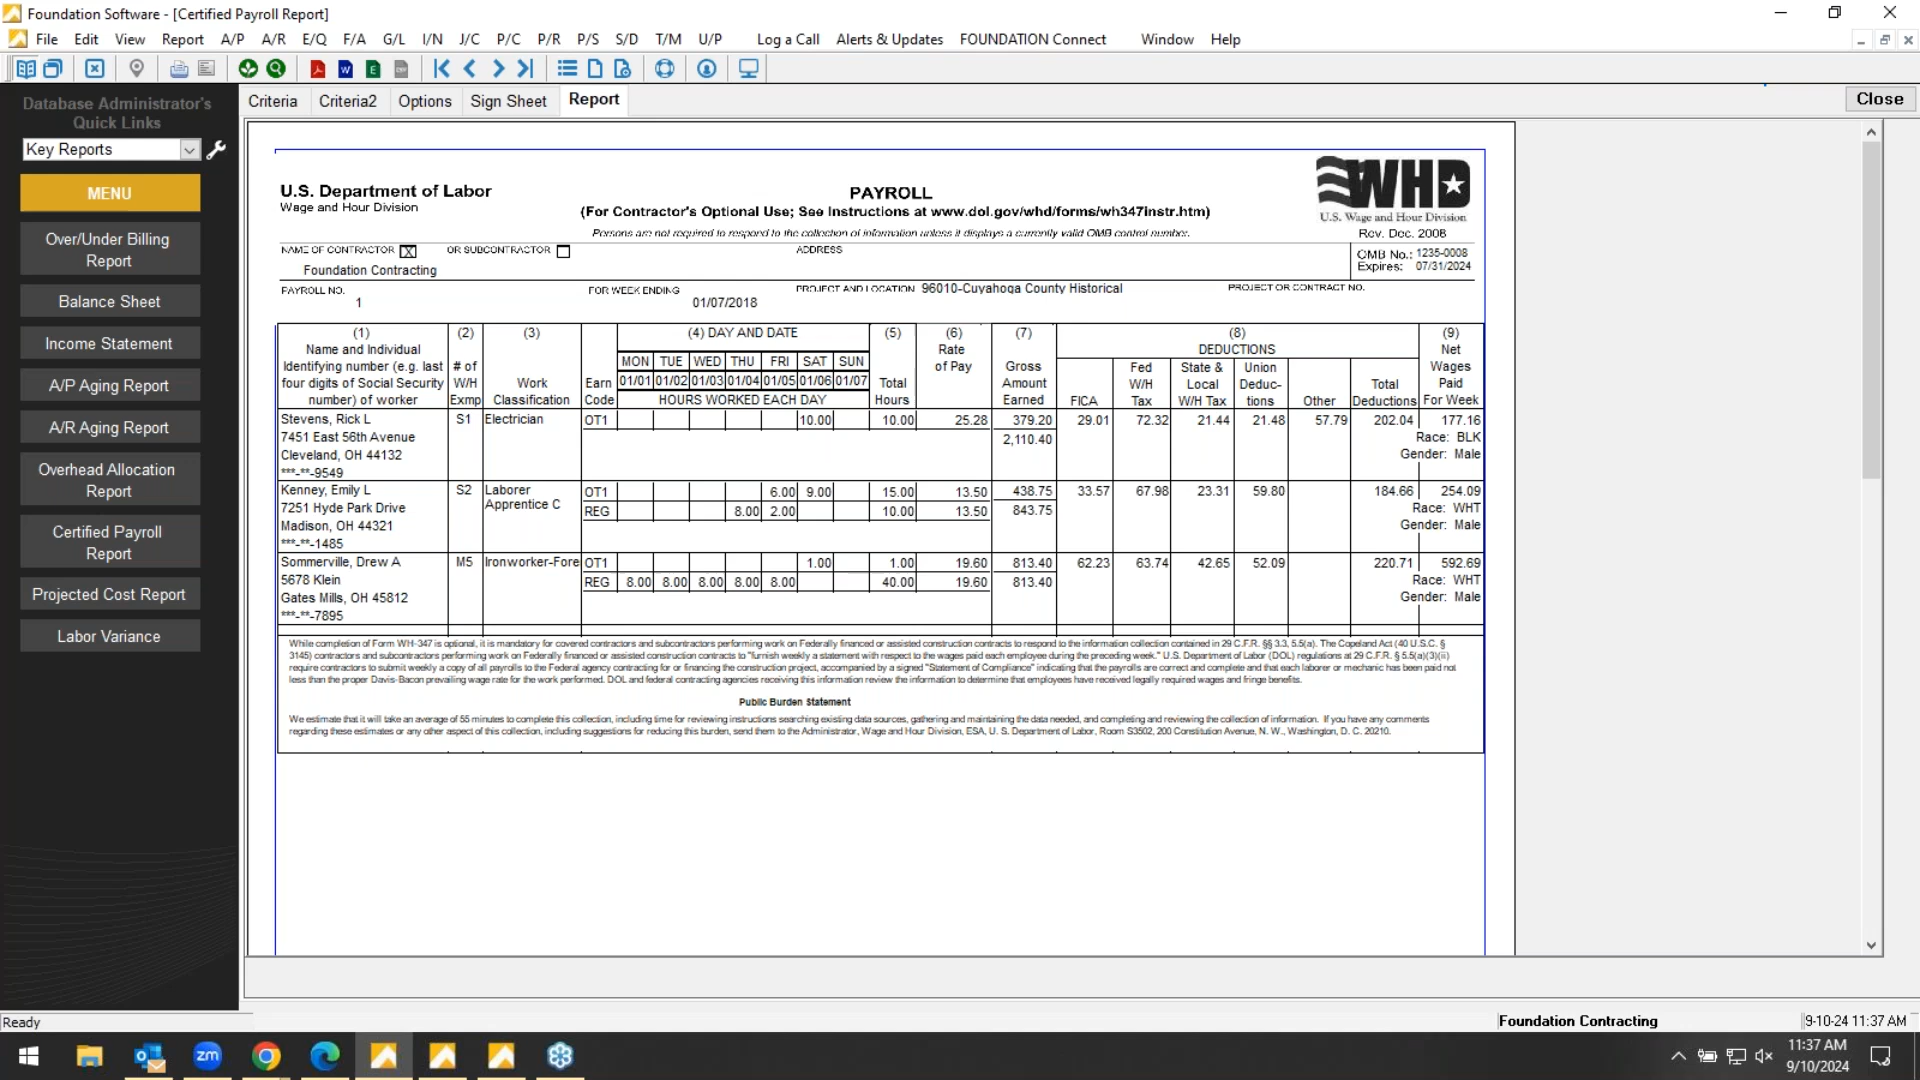 Foundation Software - [Certified Payroll Report]
File Edit View Report A/P A/R E/Q F/A G/L I/N J/C P/C P/R P/S S/D T/M U/P Log a Call Alerts & Updates FOUNDATION Connect Window Help
Database Administrator's
Quick Links
Key Reports
MENU
Over/Under Billing
Report
Balance Sheet
Income Statement
A/P Aging Report
A/R Aging Report
Overhead Allocation
Report
Certified Payroll
Report
Projected Cost Report
Labor Variance
Criteria Criteria2 Options Sign Sheet Report Close
U.S. Department of Labor
Wage and Hour Division
PAYROLL
(For Contractor's Optional Use; See Instructions at www.dol.gov/whd/forms/wh347instr.htm)
Persons are not required to respond to the collection of information unless it displays a currently valid OMB control number.
WHD
U.S. Wage and Hour Division
Rev. Dec. 2008
NAME OF CONTRACTOR X OR SUBCONTRACTOR ADDRESS
Foundation Contracting
OMB No.: 1235-0008
Expires: 07/31/2024
PAYROLL NO. FOR WEEK ENDING PROJECT AND LOCATION 96010-Cuyahoga County Historical PROJECT OR CONTRACT NO.
1 01/07/2018
(1) (2) (3) (4) DAY AND DATE (5) (6) (7) (8) (9)
Name and Individual Rate DEDUCTIONS Net
Identifying number (e.g. last # of MON TUE WED THU FRI SAT SUN of Pay Gross Fed State & Union Wages
four digits of Social Security W/H Work Earn 01/01 01/02 01/03 01/04 01/05 01/06 01/07 Total Amount W/H Local Deduc- Total Paid
number) of worker Exmp Classification Code HOURS WORKED EACH DAY Hours Earned FICA Tax W/H Tax tions Other Deductions For Week
Stevens, Rick L S1 Electrician OT1 10.00 10.00 25.28 379.20 29.01 72.32 21.44 21.48 57.79 202.04 177.16
7451 East 56th Avenue 2,110.40 Race: BLK
Cleveland, OH 44132 Gender: Male
***-**-9549
Kenney, Emily L S2 Laborer OT1 6.00 9.00 15.00 13.50 438.75 33.57 67.98 23.31 59.80 184.66 254.09
7251 Hyde Park Drive Apprentice C REG 8.00 2.00 10.00 13.50 843.75 Race: WHT
Madison, OH 44321 Gender: Male
***-**-1485
Sommerville, Drew A M5 Ironworker-Fore OT1 1.00 1.00 19.60 813.40 62.23 63.74 42.65 52.09 220.71 592.69
5678 Klein REG 8.00 8.00 8.00 8.00 8.00 40.00 19.60 813.40 Race: WHT
Gates Mills, OH 45812 Gender: Male
***-**-7895
While completion of Form WH-347 is optional, it is mandatory for covered contractors and subcontractors performing work on Federally financed or assisted construction contracts to respond to the information collection contained in 29 C.F.R. §§ 3.3, 5.5(a). The Copeland Act (40 U.S.C. §
3145) contractors and subcontractors performing work on Federally financed or assisted construction contracts to "furnish weekly a statement with respect to the wages paid each employee during the preceding week." U.S. Department of Labor (DOL) regulations at 29 C.F.R. § 5.5(a)(3)(ii)
require contractors to submit weekly a copy of all payrolls to the Federal agency contracting for or financing the construction project, accompanied by a signed "Statement of Compliance" indicating that the payrolls are correct and complete and that each laborer or mechanic has been paid not
less than the proper Davis-Bacon prevailing wage rate for the work performed. DOL and federal contracting agencies receiving this information review the information to determine that employees have received legally required wages and fringe benefits.
Public Burden Statement
We estimate that it will take an average of 55 minutes to complete this collection, including time for reviewing instructions searching existing data sources, gathering and maintaining the data needed, and completing and reviewing the collection of information. If you have any comments
regarding these estimates or any other aspect of this collection, including suggestions for reducing this burden, send them to the Administrator, Wage and Hour Division, ESA, U. S. Department of Labor, Room S3502, 200 Constitution Avenue, N. W., Washington, D. C. 20210.
Ready Foundation Contracting 9-10-24 11:37 AM
zm
11:37 AM
9/10/2024